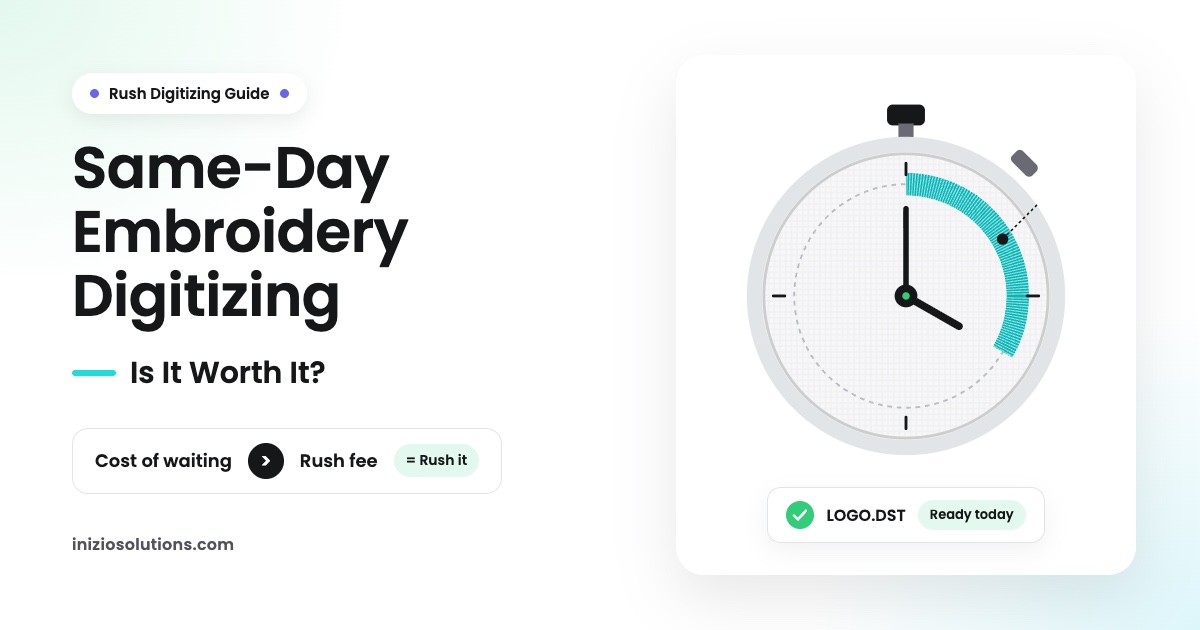 Rush Digitizing Guide
Same-Day
Embroidery
Digitizing
Is It Worth It?
Cost of waiting > Rush fee = Rush it
iniziosolutions.com
LOGO.DST Ready today